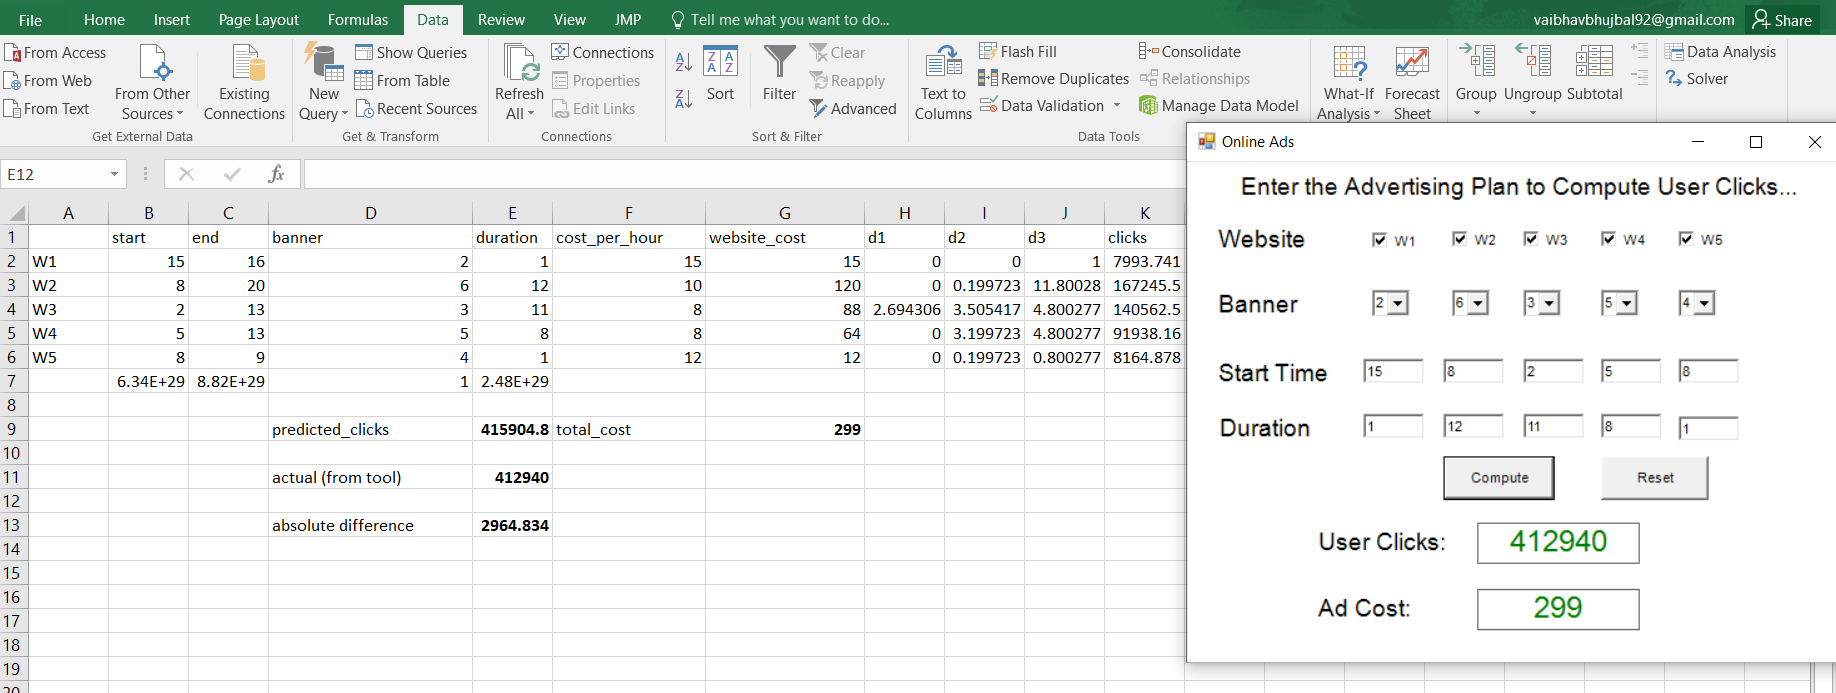 File Home Insert Page Layout Formulas Data Review View JMP Tell me what you want to do... vaibhavbhujbal92@gmail.com Share
From Access
From Web
From Text
From Other Sources
Existing Connections
Get External Data
New Query
Show Queries
From Table
Recent Sources
Get & Transform
Refresh All
Connections
Properties
Edit Links
Connections
Sort
Filter
Clear
Reapply
Advanced
Sort & Filter
Text to Columns
Flash Fill
Remove Duplicates
Data Validation
Consolidate
Relationships
Manage Data Model
Data Tools
What-If Analysis
Forecast Sheet
Group
Ungroup
Subtotal
Data Analysis
Solver
E12 fx
A B C D E F G H I J K
1 start end banner duration cost_per_hour website_cost d1 d2 d3 clicks
2 W1 15 16 2 1 15 15 0 0 1 7993.741
3 W2 8 20 6 12 10 120 0 0.199723 11.80028 167245.5
4 W3 2 13 3 11 8 88 2.694306 3.505417 4.800277 140562.5
5 W4 5 13 5 8 8 64 0 3.199723 4.800277 91938.16
6 W5 8 9 4 1 12 12 0 0.199723 0.800277 8164.878
7 6.34E+29 8.82E+29 1 2.48E+29
8
9 predicted_clicks 415904.8 total_cost 299
10
11 actual (from tool) 412940
12
13 absolute difference 2964.834
14
15
16
17
18
19
20
Online Ads
Enter the Advertising Plan to Compute User Clicks...
Website W1 W2 W3 W4 W5
Banner 2 6 3 5 4
Start Time 15 8 2 5 8
Duration 1 12 11 8 1
Compute Reset
User Clicks: 412940
Ad Cost: 299